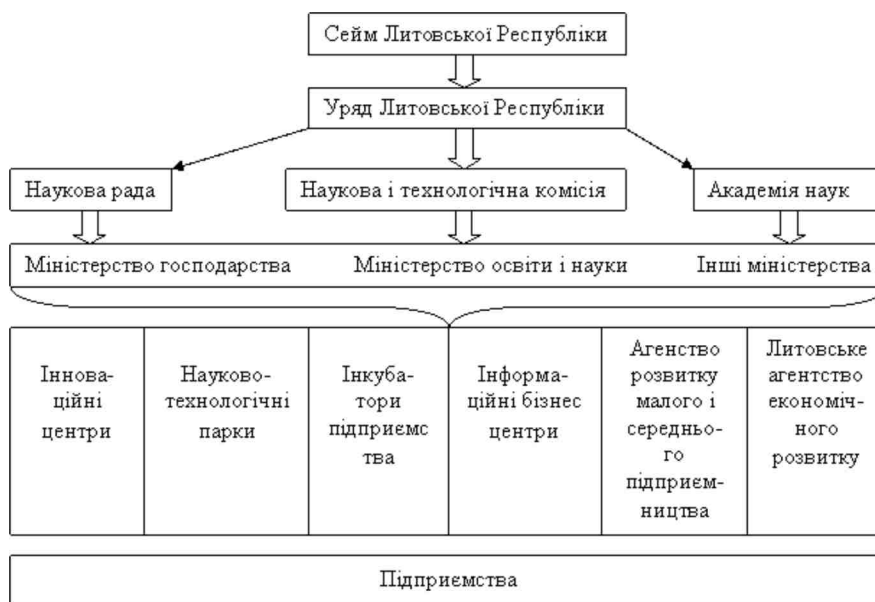 Сейм Литовської Республіки
Уряд Литовської Республіки
Наукова рада
Наукова і технологічна комісія
Академія наук
Міністерство господарства
Міністерство освіти і науки
Інші міністерства
Іннова-
ційні
центри
Науково-
технологічні
парки
Інкуба-
тори
підприємс
тва
Інформа-
ційні бізнес
центри
Агенство
розвитку
малого і
середньо-
го
підприєм-
ництва
Литовське
агентство
економіч-
ного
розвитку
Підприємства